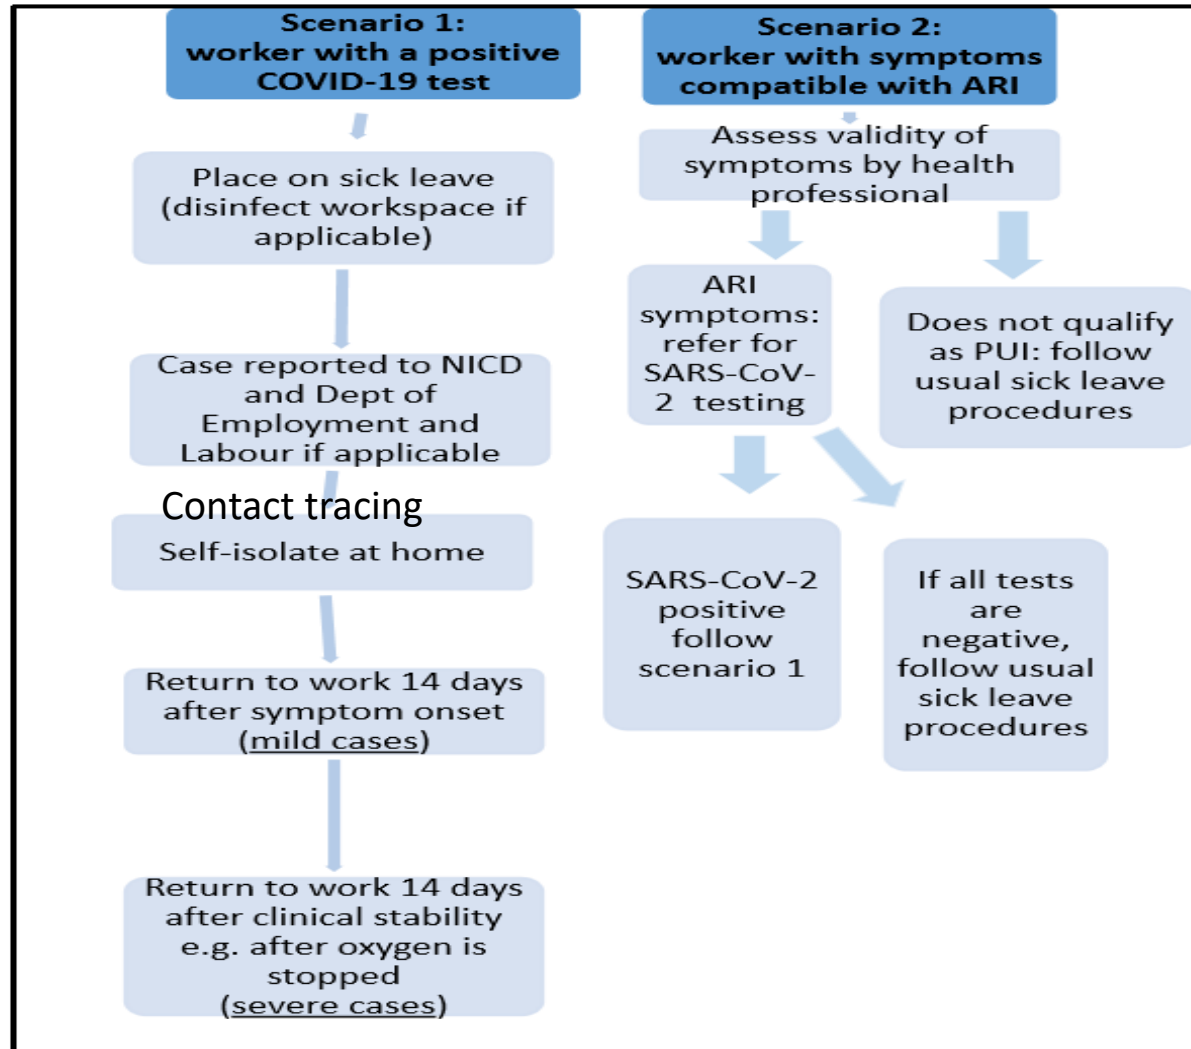 Scenario 1:
worker with a positive
COVID-19 test
Place on sick leave
(disinfect workspace if
applicable)
Case reported to NICD
and Dept of
Employment and
Labour if applicable
Contact tracing
Self-isolate at home
Return to work 14 days
after symptom onset
(mild cases)
Return to work 14 days
after clinical stability
e.g. after oxygen is
stopped
(severe cases)
Scenario 2:
worker with symptoms
compatible with ARI
Assess validity of
symptoms by health
professional
ARI
symptoms:
refer for
SARS-CoV-
2 testing
Does not qualify
as PUI: follow
usual sick leave
procedures
SARS-CoV-2
positive
follow
scenario 1
If all tests
are
negative,
follow usual
sick leave
procedures